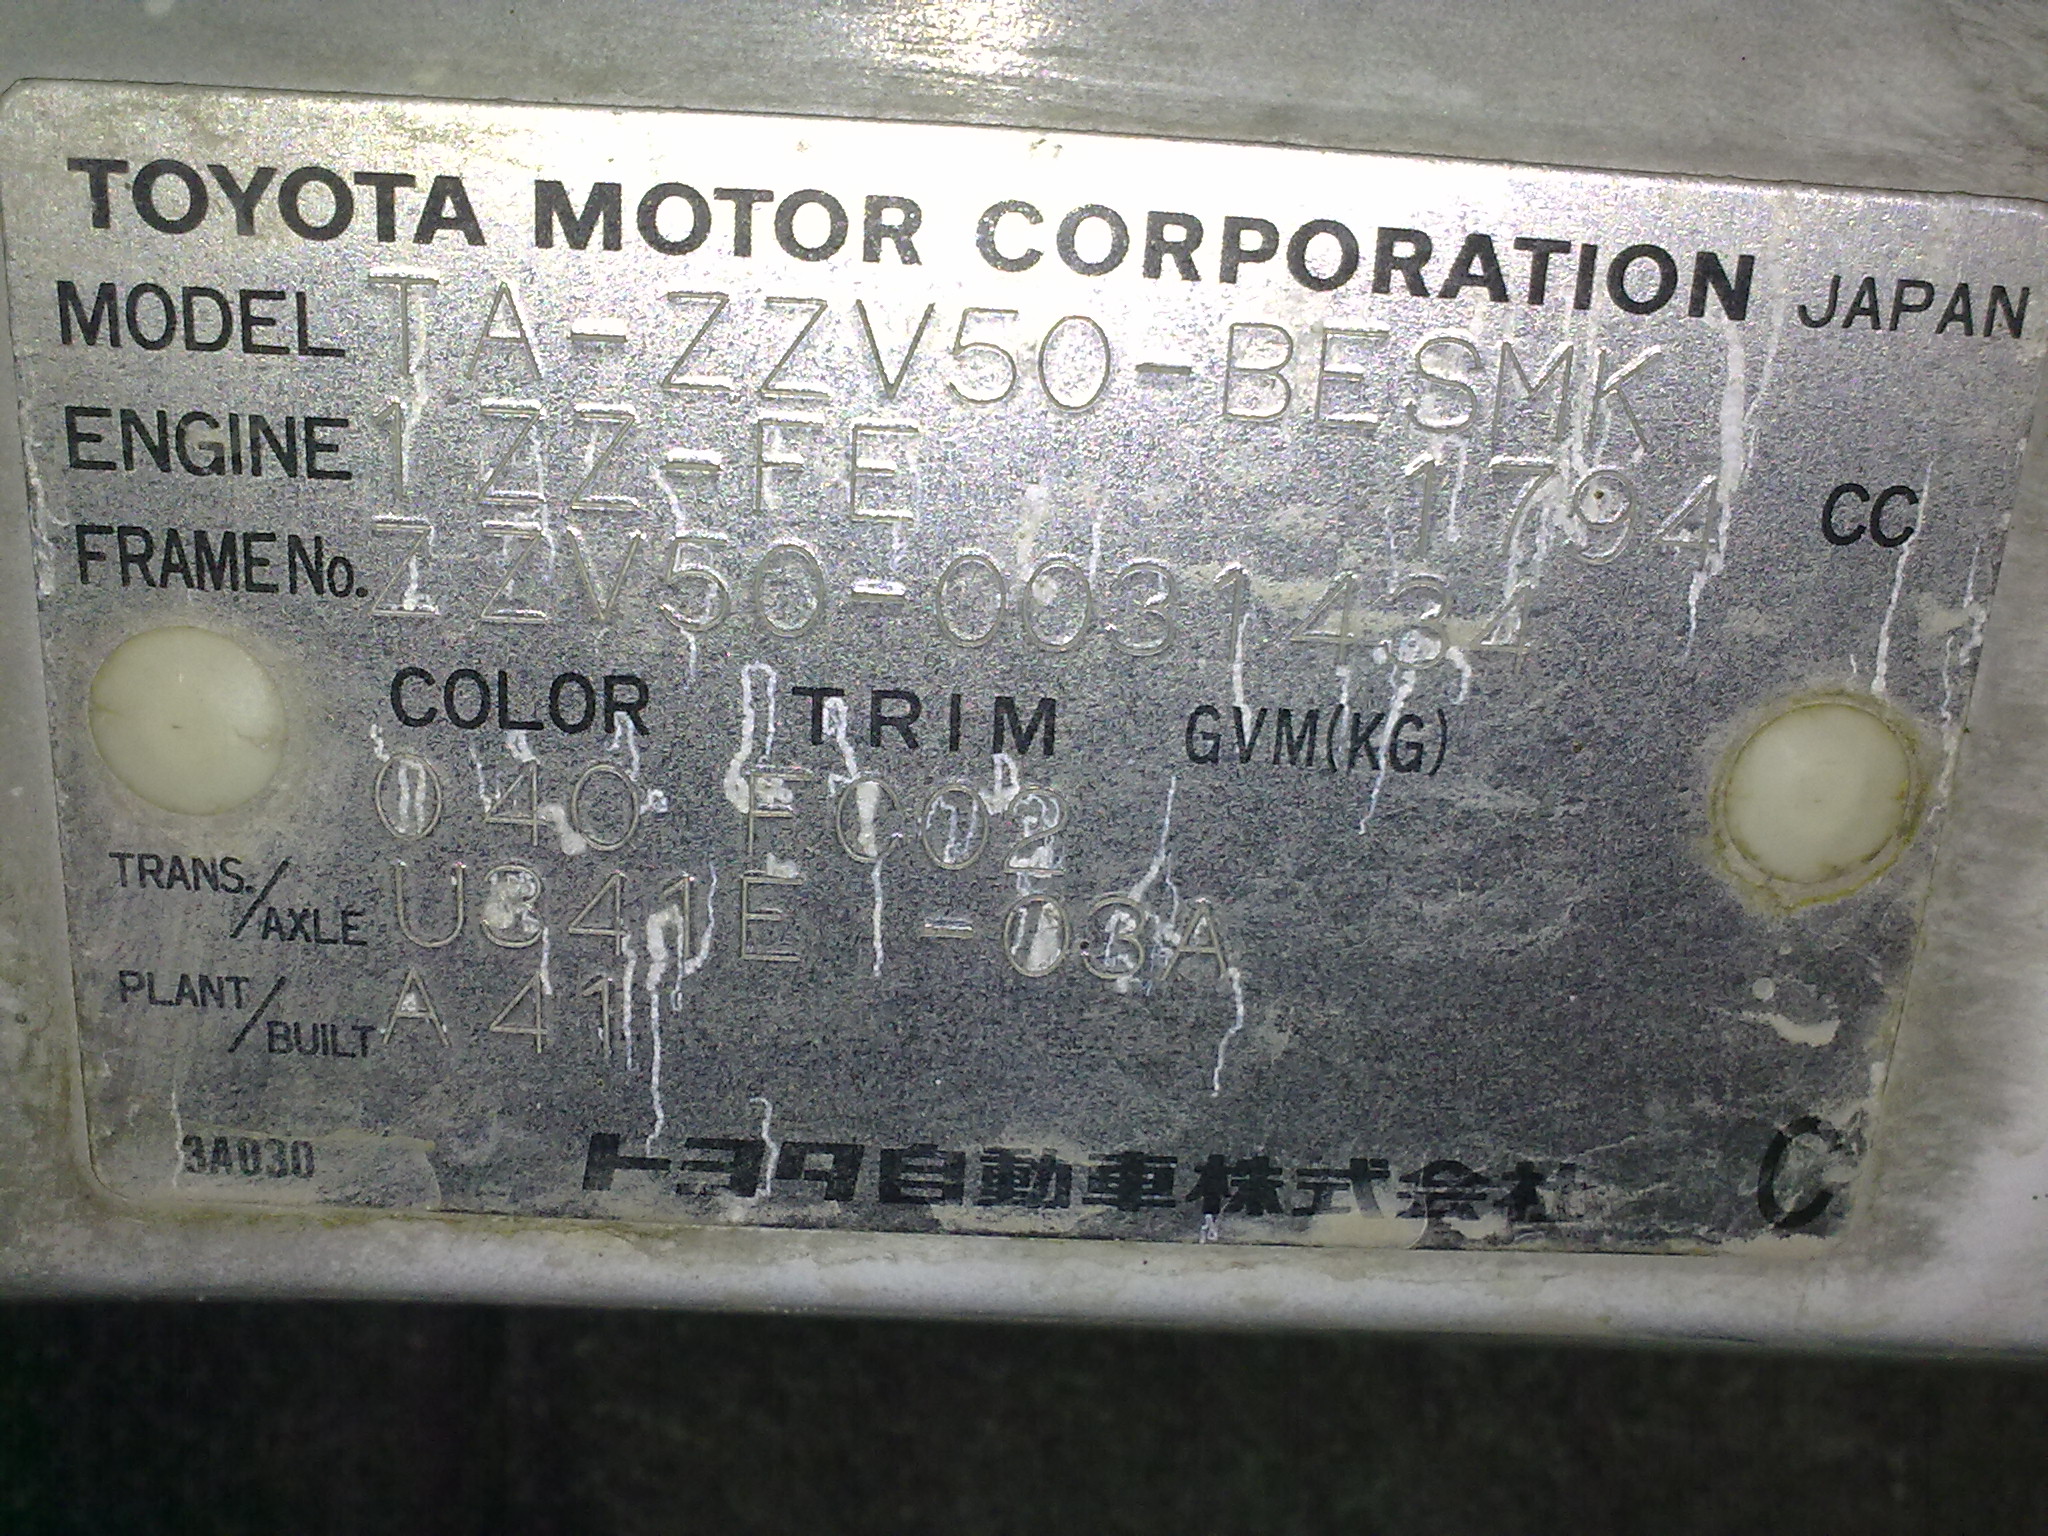 TOYOTA MOTOR CORPORATION JAPAN
MODEL TA-ZZV50-BESMK
ENGINE 1ZZ-FE 1794 CC
FRAME No. ZZV50-0031434
COLOR TRIM GVM(KG)
040 FC02
TRANS./AXLE U341E -03A
PLANT/BUILT A41
3A030 トヨタ自動車株式会社 C